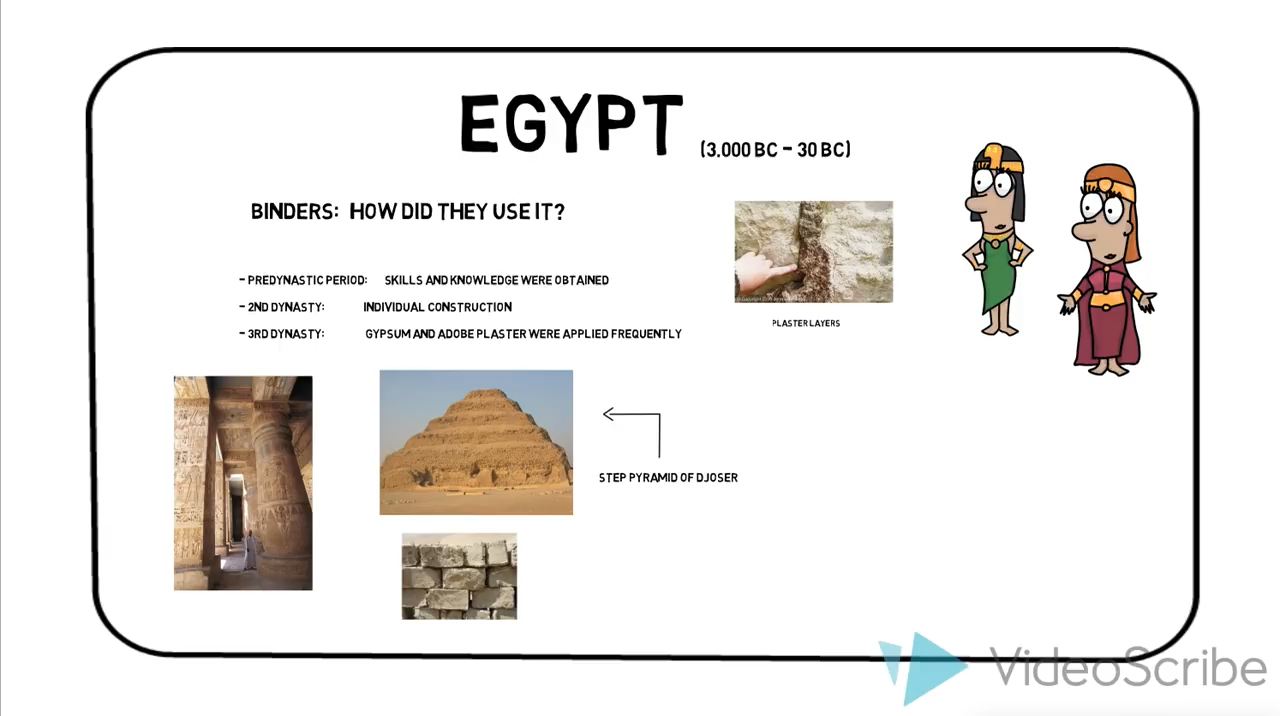 EGYPT
(3.000 BC - 30 BC)
BINDERS: HOW DID THEY USE IT?
- PREDYNASTIC PERIOD: SKILLS AND KNOWLEDGE WERE OBTAINED
- 2ND DYNASTY: INDIVIDUAL CONSTRUCTION
- 3RD DYNASTY: GYPSUM AND ADOBE PLASTER WERE APPLIED FREQUENTLY
PLASTER LAYERS
STEP PYRAMID OF DJOSER
VideoScribe